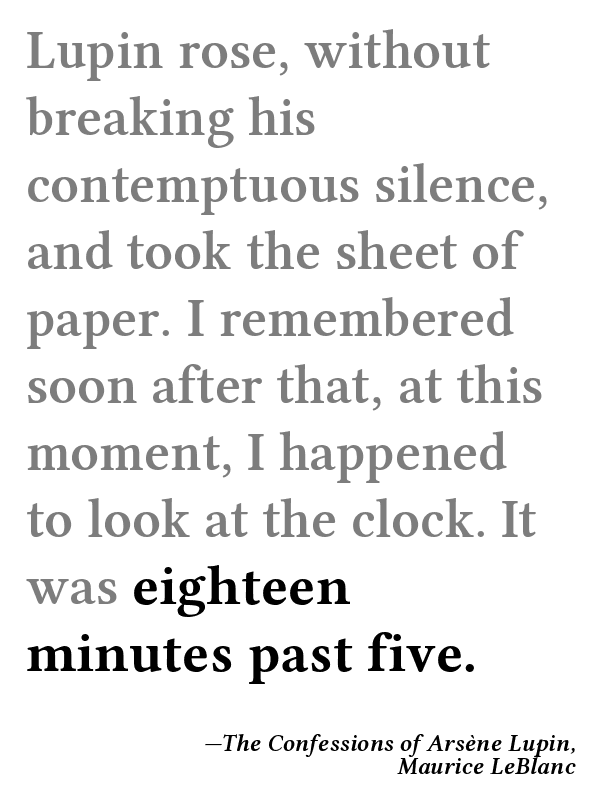 Lupin rose, without
breaking his
contemptuous silence,
and took the sheet of
paper. I remembered
soon after that, at this
moment, I happened
to look at the clock. It
was eighteen
minutes past five.
—The Confessions of Arsène Lupin,
Maurice LeBlanc